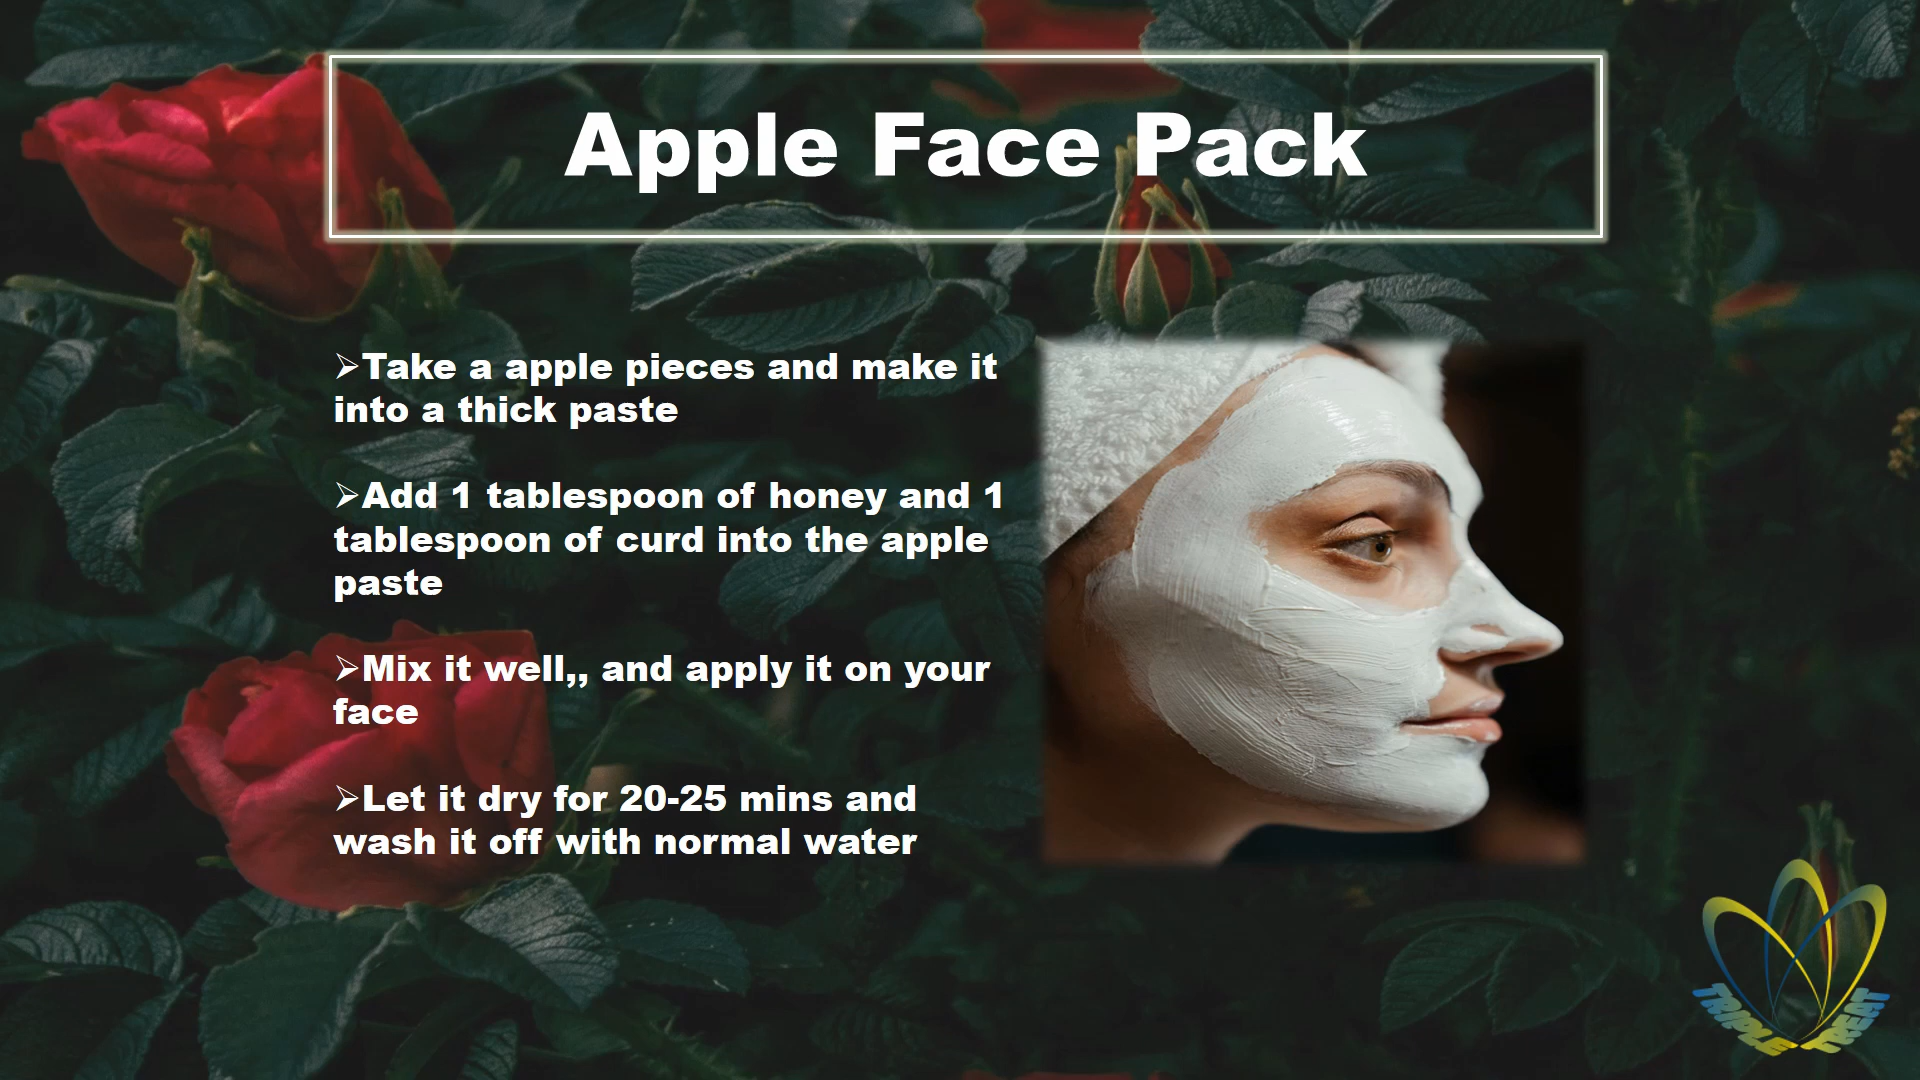 Apple Face Pack
➢Take a apple pieces and make it
into a thick paste
➢Add 1 tablespoon of honey and 1
tablespoon of curd into the apple
paste
➢Mix it well,, and apply it on your
face
➢Let it dry for 20-25 mins and
wash it off with normal water